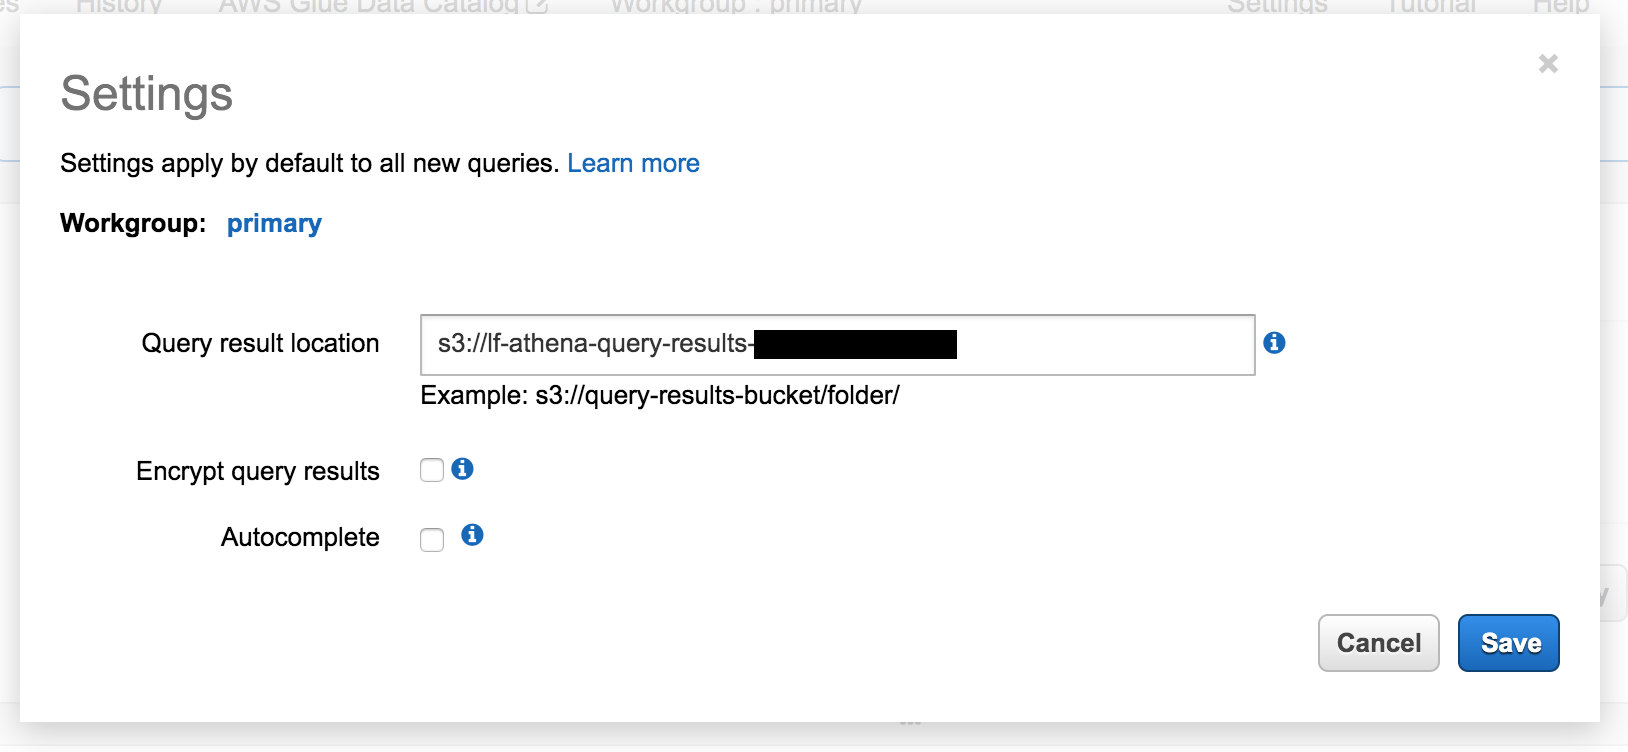 es History AWS Glue Data Catalog Workgroup : primary Settings Tutorial Help
Settings
Settings apply by default to all new queries. Learn more
Workgroup: primary
Query result location s3://lf-athena-query-results-
Example: s3://query-results-bucket/folder/
Encrypt query results
Autocomplete
Cancel Save